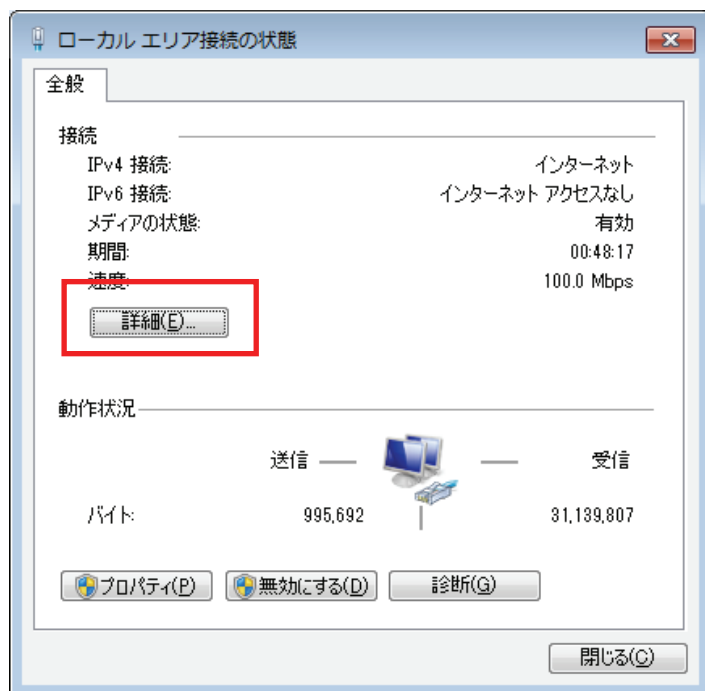 ローカル エリア接続の状態
全般
接続
IPv4 接続: インターネット
IPv6 接続: インターネット アクセスなし
メディアの状態: 有効
期間: 00:48:17
速度: 100.0 Mbps
詳細(E)...
動作状況
送信 受信
バイト: 995,692 31,139,807
プロパティ(P) 無効にする(D) 診断(G)
閉じる(C)